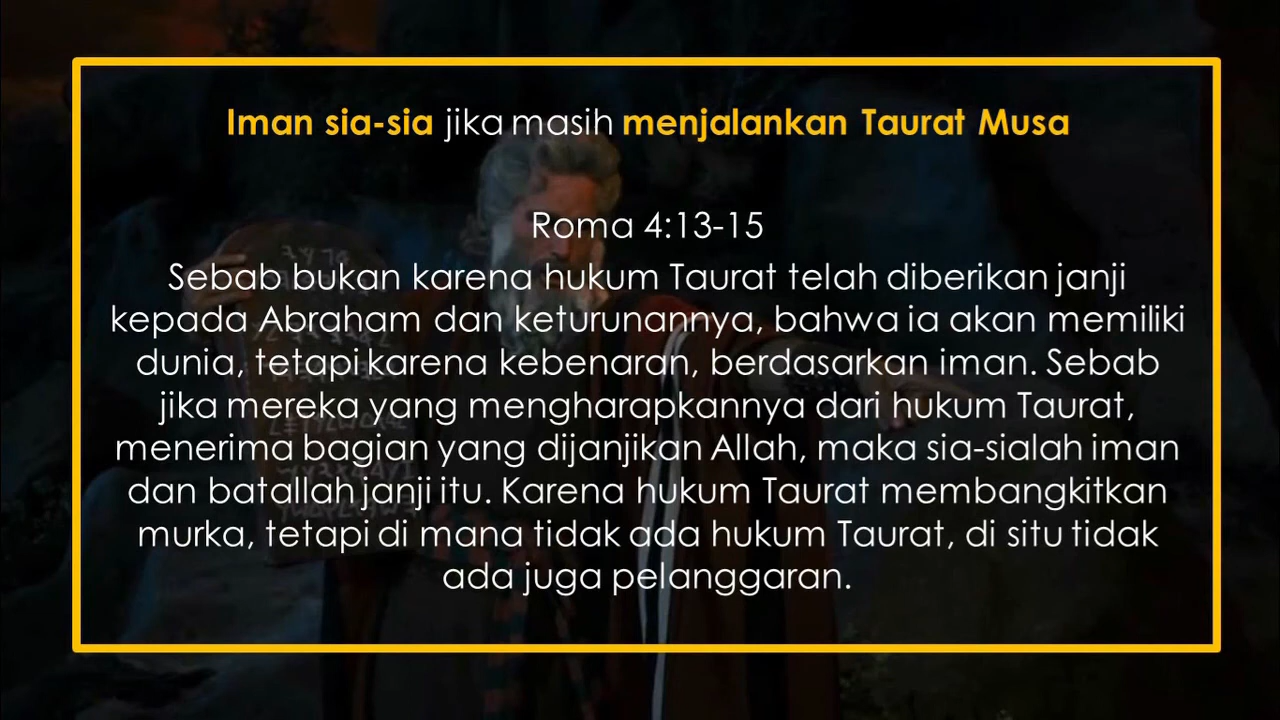 Iman sia-sia jika masih menjalankan Taurat Musa
Roma 4:13-15
Sebab bukan karena hukum Taurat telah diberikan janji
kepada Abraham dan keturunannya, bahwa ia akan memiliki
dunia, tetapi karena kebenaran, berdasarkan iman. Sebab
jika mereka yang mengharapkannya dari hukum Taurat,
menerima bagian yang dijanjikan Allah, maka sia-sialah iman
dan batallah janji itu. Karena hukum Taurat membangkitkan
murka, tetapi di mana tidak ada hukum Taurat, di situ tidak
ada juga pelanggaran.